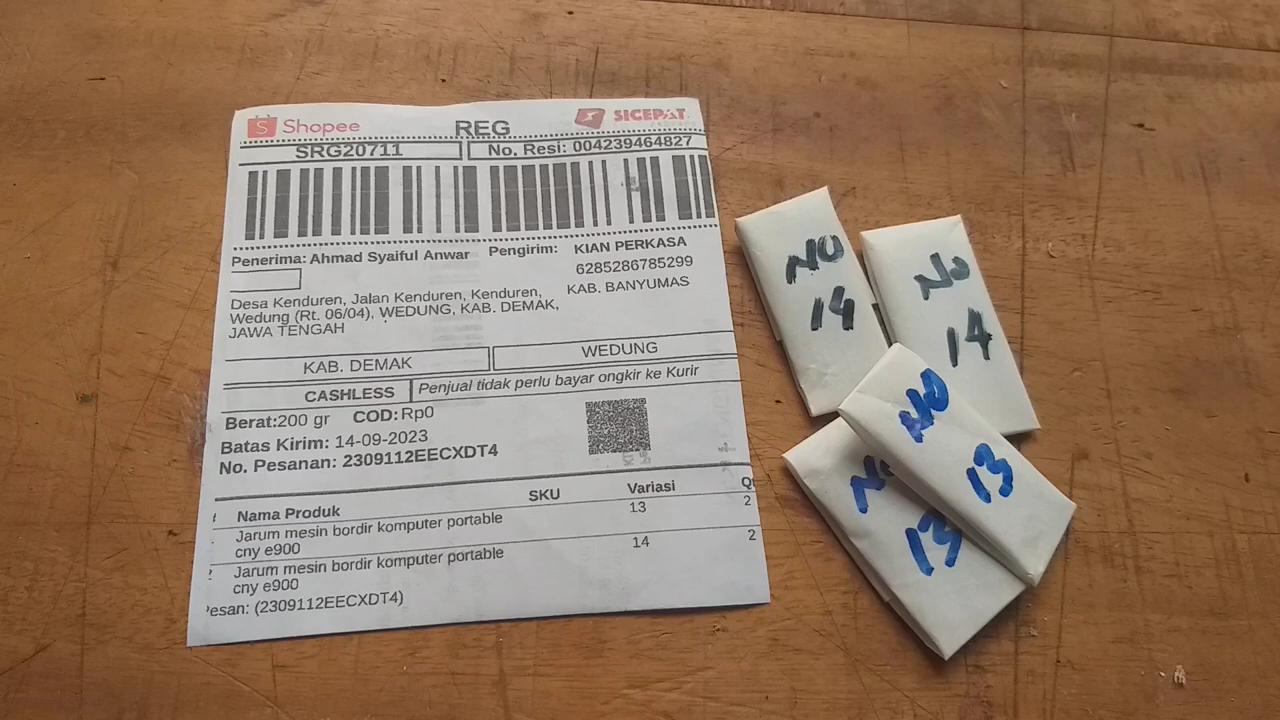 Shopee
REG
SICEPAT
SRG20711
No. Resi: 004239464827
Penerima: Ahmad Syaiful Anwar
Pengirim: KIAN PERKASA
6285286785299
KAB. BANYUMAS
Desa Kenduren, Jalan Kenduren, Kenduren,
Wedung (Rt. 06/04), WEDUNG, KAB. DEMAK,
JAWA TENGAH
KAB. DEMAK
WEDUNG
CASHLESS
Penjual tidak perlu bayar ongkir ke Kurir
Berat:200 gr COD:Rp0
Batas Kirim: 14-09-2023
No. Pesanan: 2309112EECXDT4
Nama Produk SKU Variasi
Jarum mesin bordir komputer portable 13 2
cny e900
2 Jarum mesin bordir komputer portable 14 2
cny e900
esan: (2309112EECXDT4)
NO
14
NO
14
NO
13
13